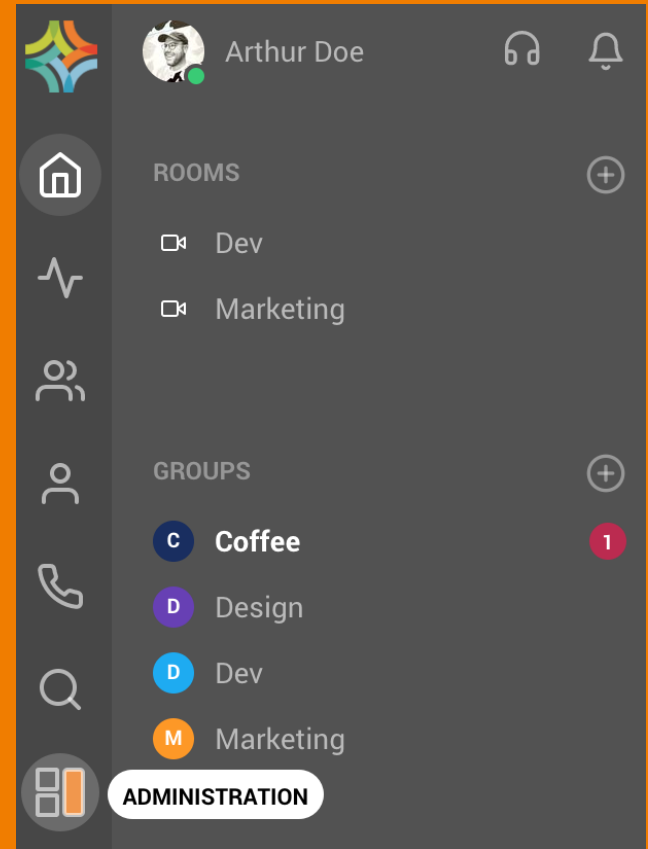 Arthur Doe
ROOMS
Dev
Marketing
GROUPS
C Coffee 1
D Design
D Dev
M Marketing
ADMINISTRATION